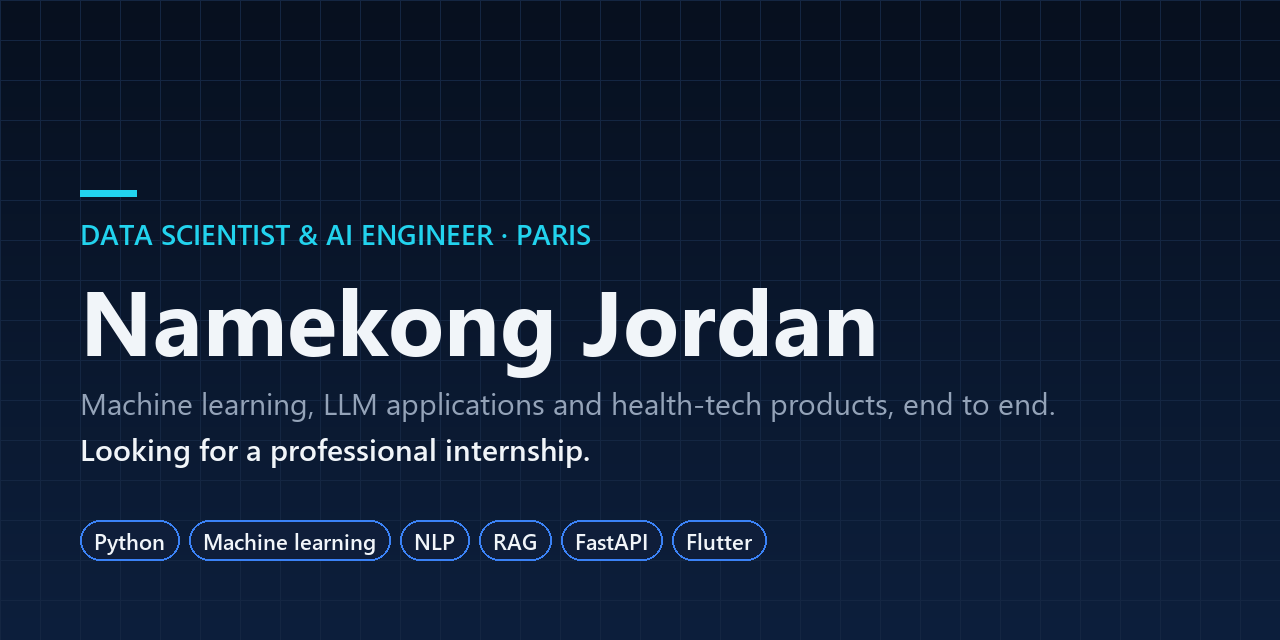 DATA SCIENTIST & AI ENGINEER · PARIS
Namekong Jordan
Machine learning, LLM applications and health-tech products, end to end.
Looking for a professional internship.
Python Machine learning NLP RAG FastAPI Flutter